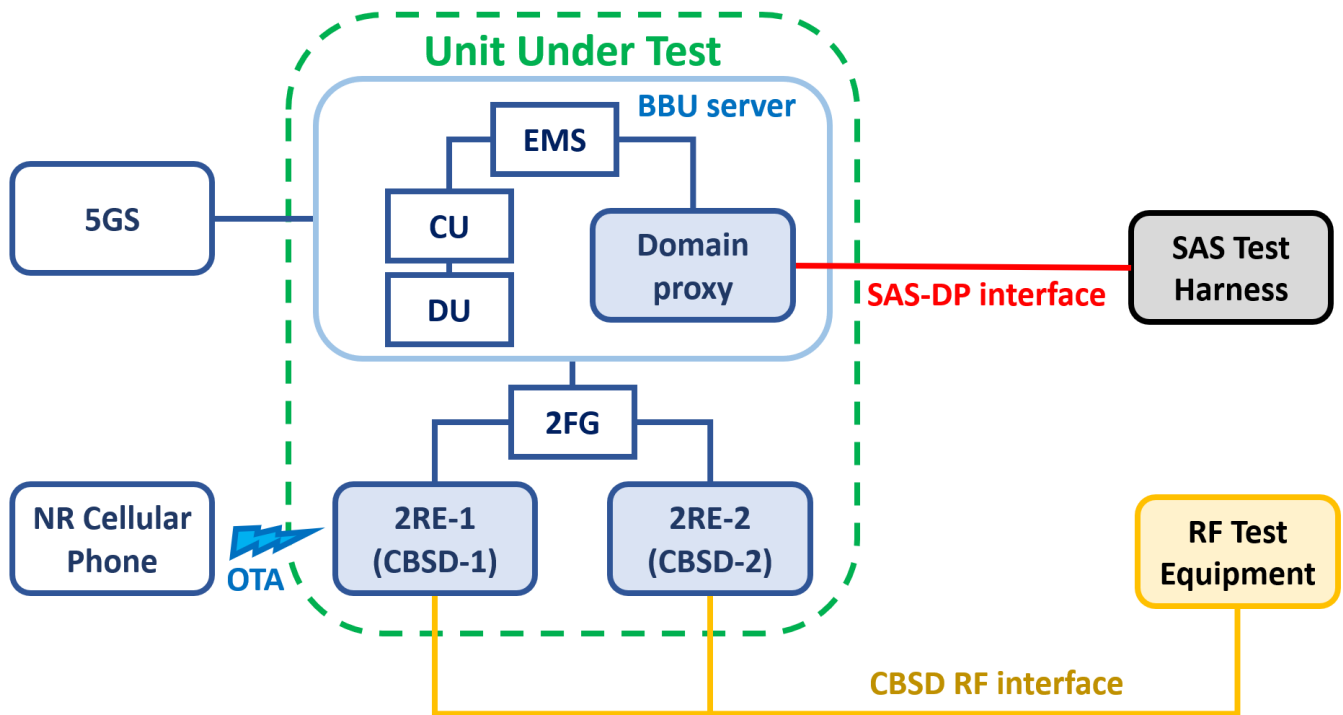 Unit Under Test
BBU server
EMS
5GS
CU
DU
Domain
proxy
SAS-DP interface
SAS Test
Harness
2FG
NR Cellular
Phone
OTA
2RE-1
(CBSD-1)
2RE-2
(CBSD-2)
RF Test
Equipment
CBSD RF interface